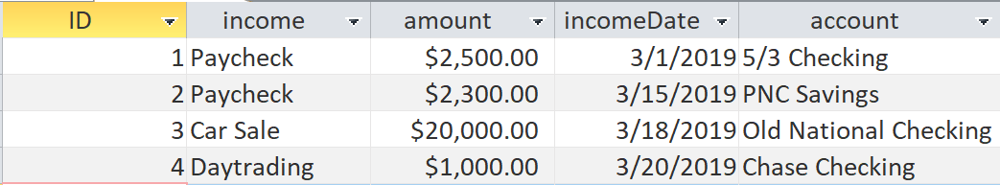 ID income amount incomeDate account
1 Paycheck $2,500.00 3/1/2019 5/3 Checking
2 Paycheck $2,300.00 3/15/2019 PNC Savings
3 Car Sale $20,000.00 3/18/2019 Old National Checking
4 Daytrading $1,000.00 3/20/2019 Chase Checking